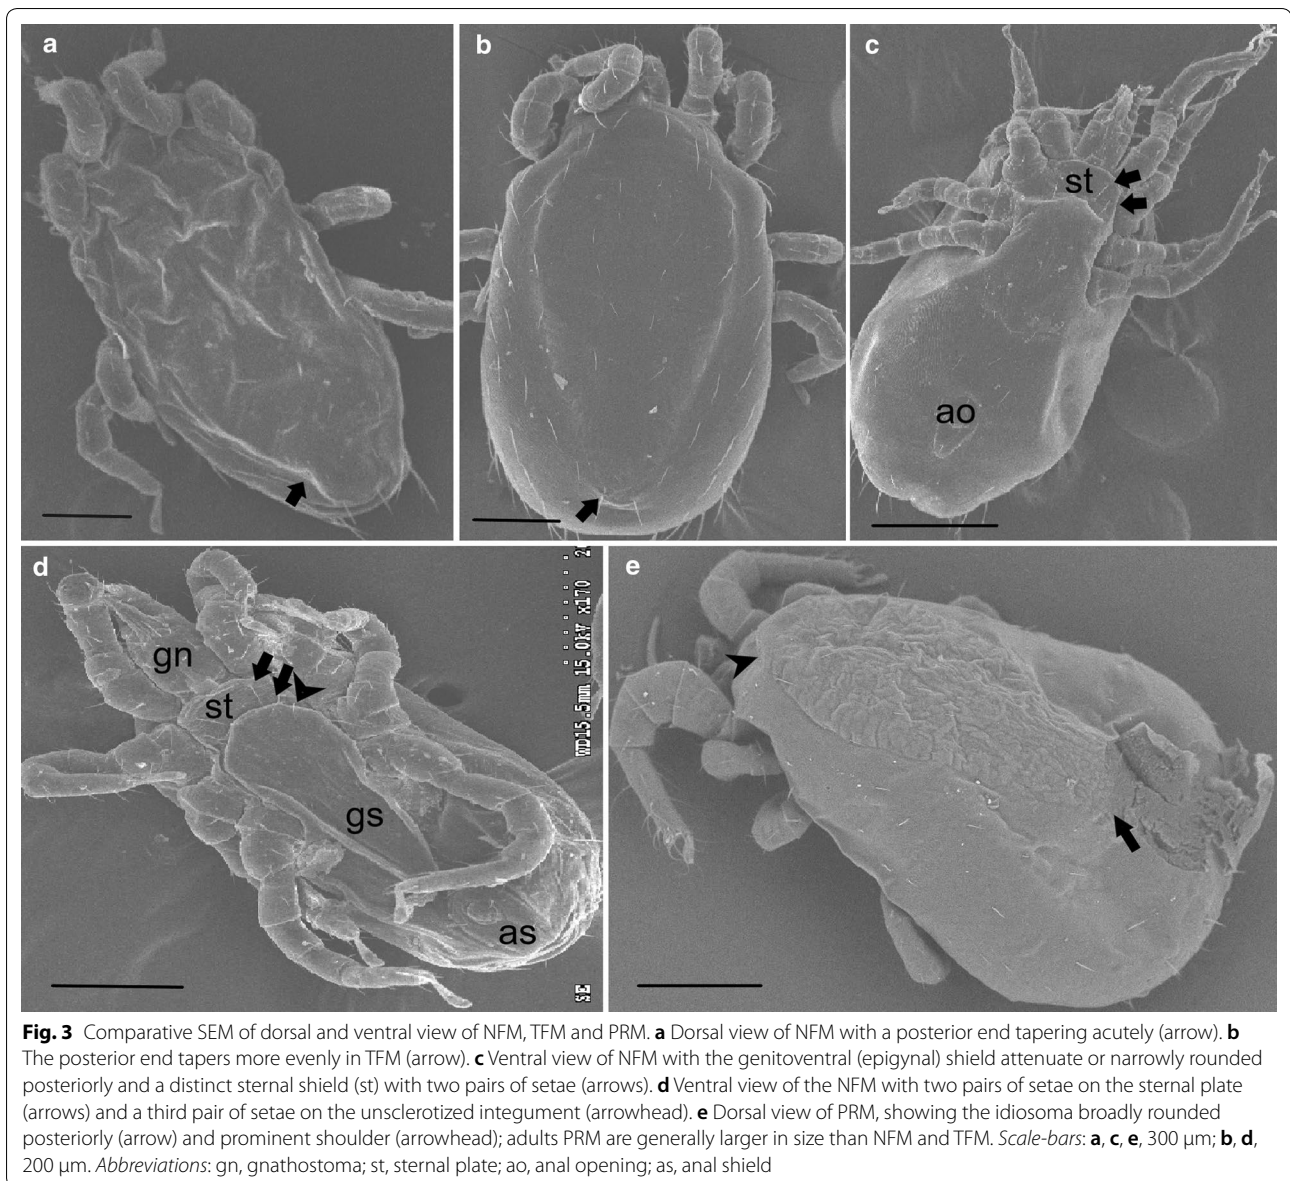 a
b
c
st
ao
d
gn
st
gs
as
WD15.5mm 15.0kV x170
SE
e
Fig. 3 Comparative SEM of dorsal and ventral view of NFM, TFM and PRM. a Dorsal view of NFM with a posterior end tapering acutely (arrow). b
The posterior end tapers more evenly in TFM (arrow). c Ventral view of NFM with the genitoventral (epigynal) shield attenuate or narrowly rounded
posteriorly and a distinct sternal shield (st) with two pairs of setae (arrows). d Ventral view of the NFM with two pairs of setae on the sternal plate
(arrows) and a third pair of setae on the unsclerotized integument (arrowhead). e Dorsal view of PRM, showing the idiosoma broadly rounded
posteriorly (arrow) and prominent shoulder (arrowhead); adults PRM are generally larger in size than NFM and TFM. Scale-bars: a, c, e, 300 µm; b, d,
200 µm. Abbreviations: gn, gnathostoma; st, sternal plate; ao, anal opening; as, anal shield